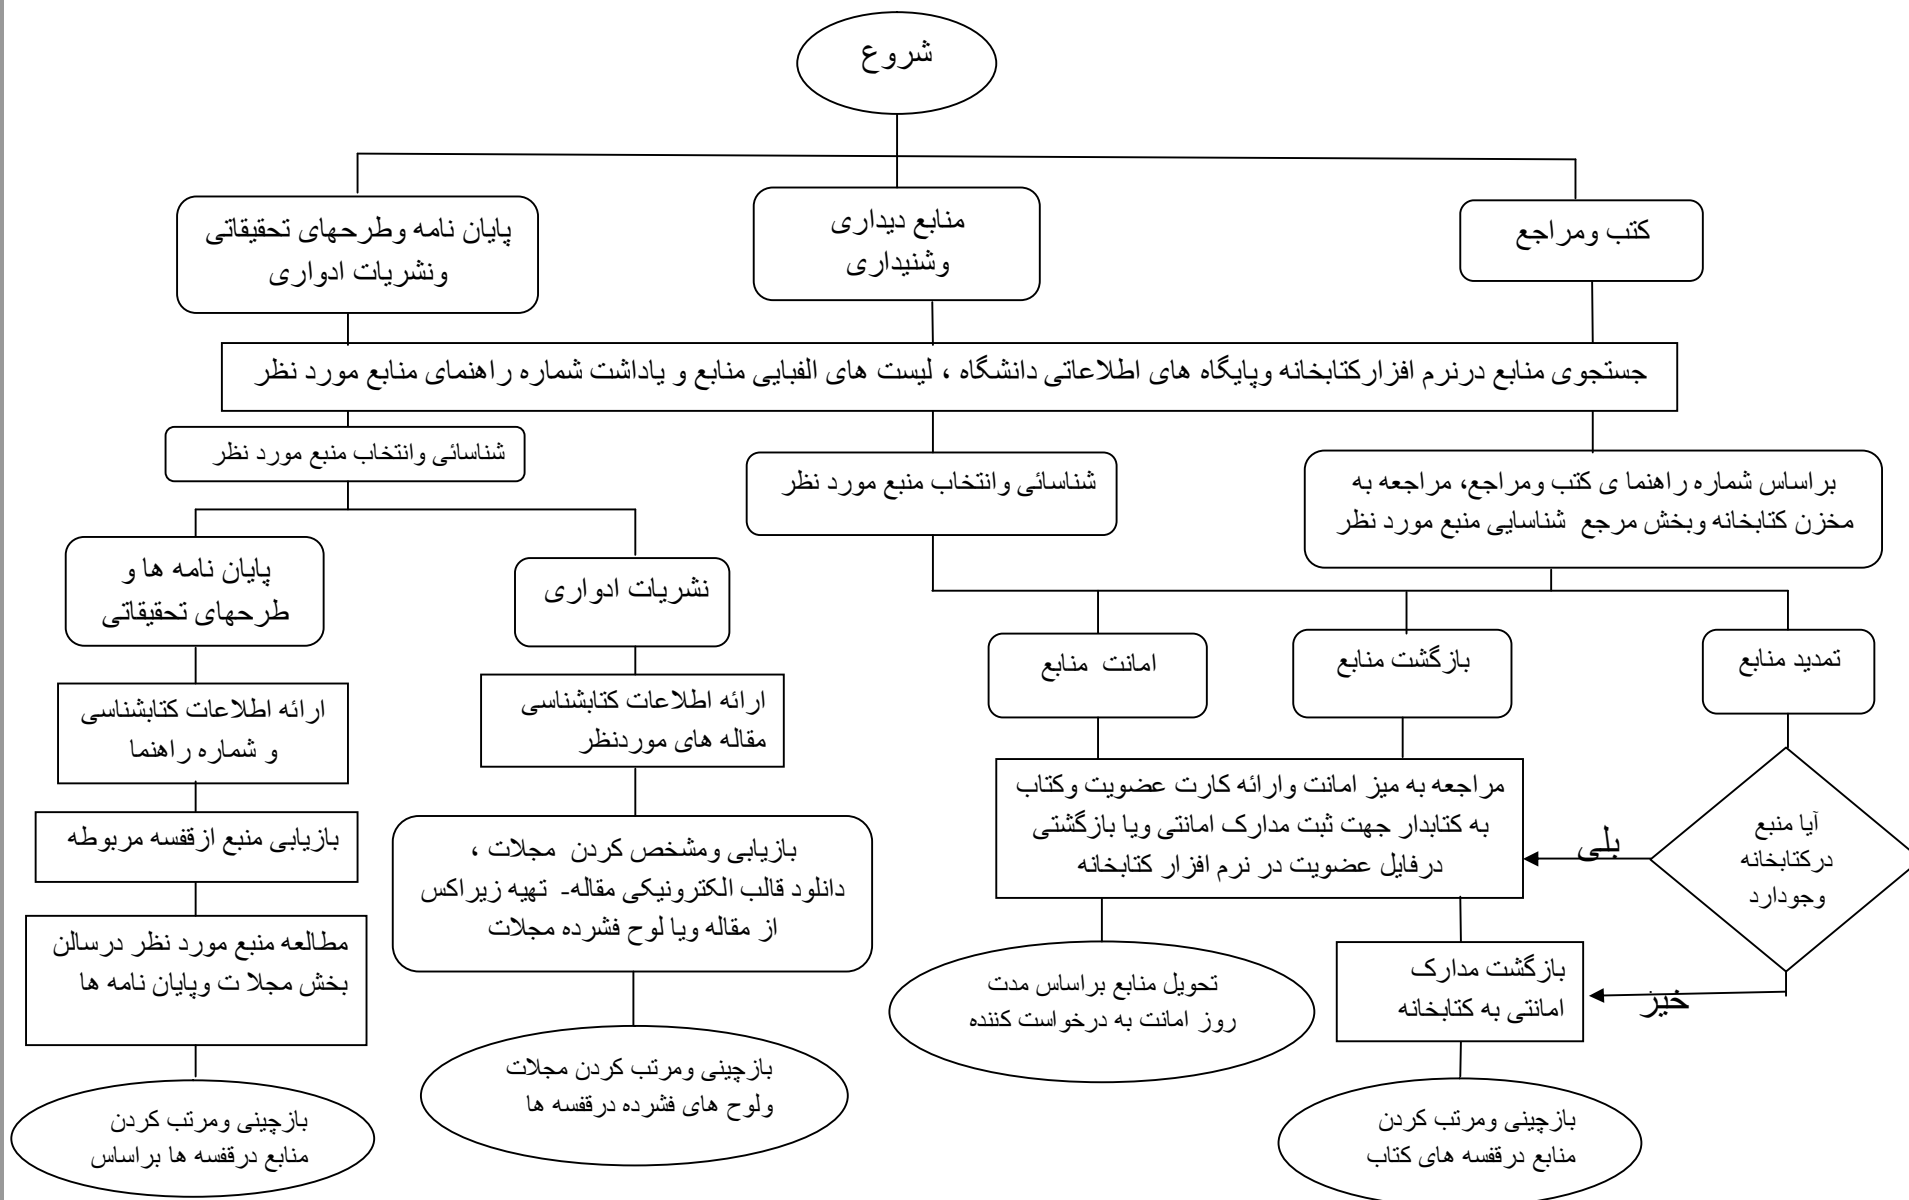 شروع
کتب ومراجع
منابع دیداری
وشنیداری
پایان نامه وطرحهای تحقیقاتی
ونشریات ادواری
جستجوی منابع درنرم افزارکتابخانه وپایگاه های اطلاعاتی دانشگاه ، لیست های الفبایی منابع و یاداشت شماره راهنمای منابع مورد نظر
براساس شماره راهنما ی کتب ومراجع، مراجعه به
مخزن کتابخانه وبخش مرجع شناسایی منبع مورد نظر
شناسائی وانتخاب منبع مورد نظر
شناسائی وانتخاب منبع مورد نظر
تمدید منابع
بازگشت منابع
امانت منابع
نشریات ادواری
پایان نامه ها و
طرحهای تحقیقاتی
آیا منبع
درکتابخانه
وجودارد
بلی
خیز
مراجعه به میز امانت وارائه کارت عضویت وکتاب
به کتابدار جهت ثبت مدارک امانتی ویا بازگشتی
درفایل عضویت در نرم افزار کتابخانه
ارائه اطلاعات کتابشناسی
مقاله های موردنظر
ارائه اطلاعات کتابشناسی
و شماره راهنما
بازیابی ومشخص کردن مجلات ،
دانلود قالب الکترونیکی مقاله- تهیه زیراکس
از مقاله ویا لوح فشرده مجلات
بازیابی منبع ازقفسه مربوطه
بازگشت مدارک
امانتی به کتابخانه
تحویل منابع براساس مدت
روز امانت به درخواست کننده
مطالعه منبع مورد نظر درسالن
بخش مجلا ت وپایان نامه ها
بازچینی ومرتب کردن
منابع درقفسه های کتاب
بازچینی ومرتب کردن مجلات
ولوح های فشرده درقفسه ها
بازچینی ومرتب کردن
منابع درقفسه ها براساس